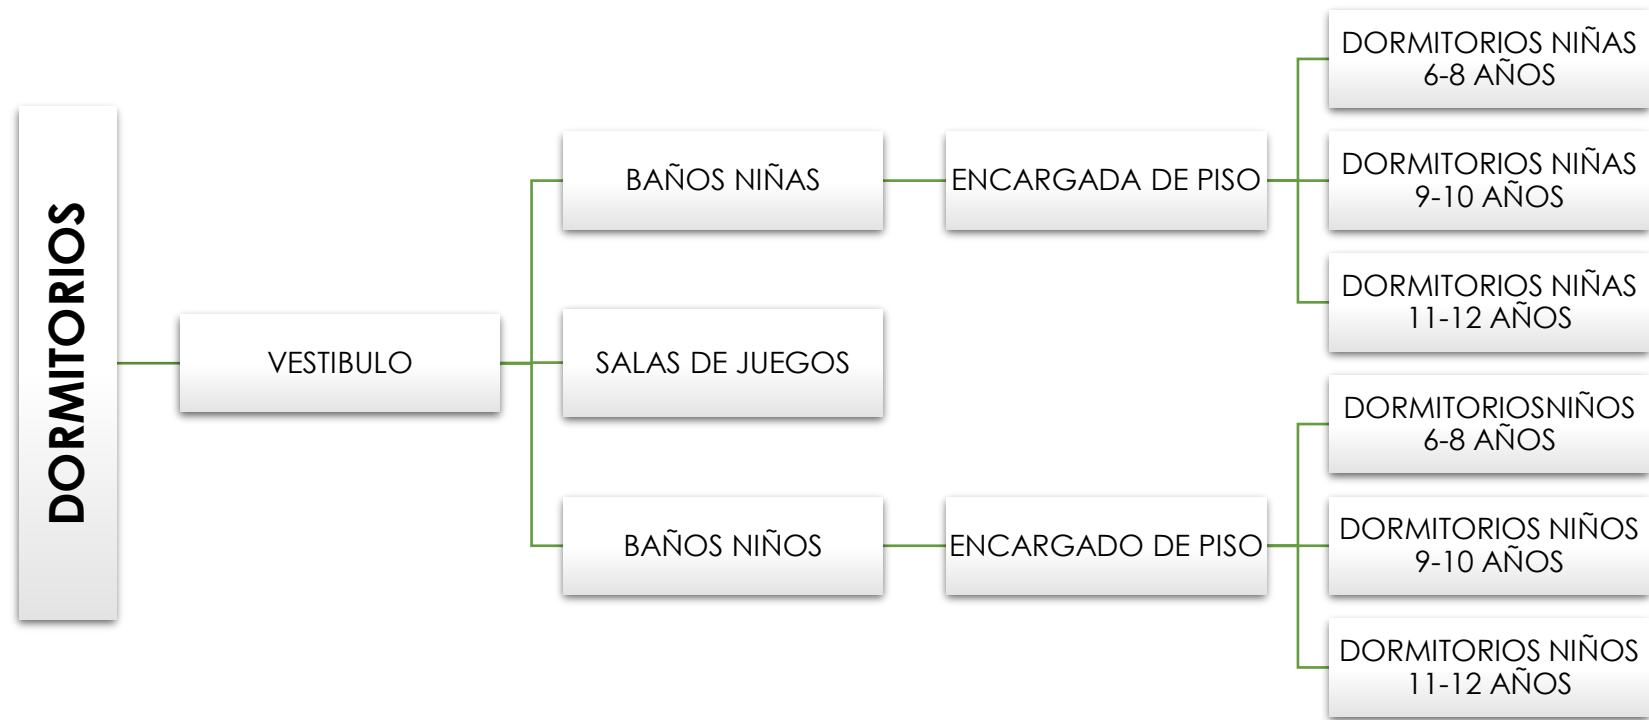 DORMITORIOS
VESTIBULO
BAÑOS NIÑAS
ENCARGADA DE PISO
DORMITORIOS NIÑAS
6-8 AÑOS
DORMITORIOS NIÑAS
9-10 AÑOS
DORMITORIOS NIÑAS
11-12 AÑOS
SALAS DE JUEGOS
BAÑOS NIÑOS
ENCARGADO DE PISO
DORMITORIOSNIÑOS
6-8 AÑOS
DORMITORIOS NIÑOS
9-10 AÑOS
DORMITORIOS NIÑOS
11-12 AÑOS